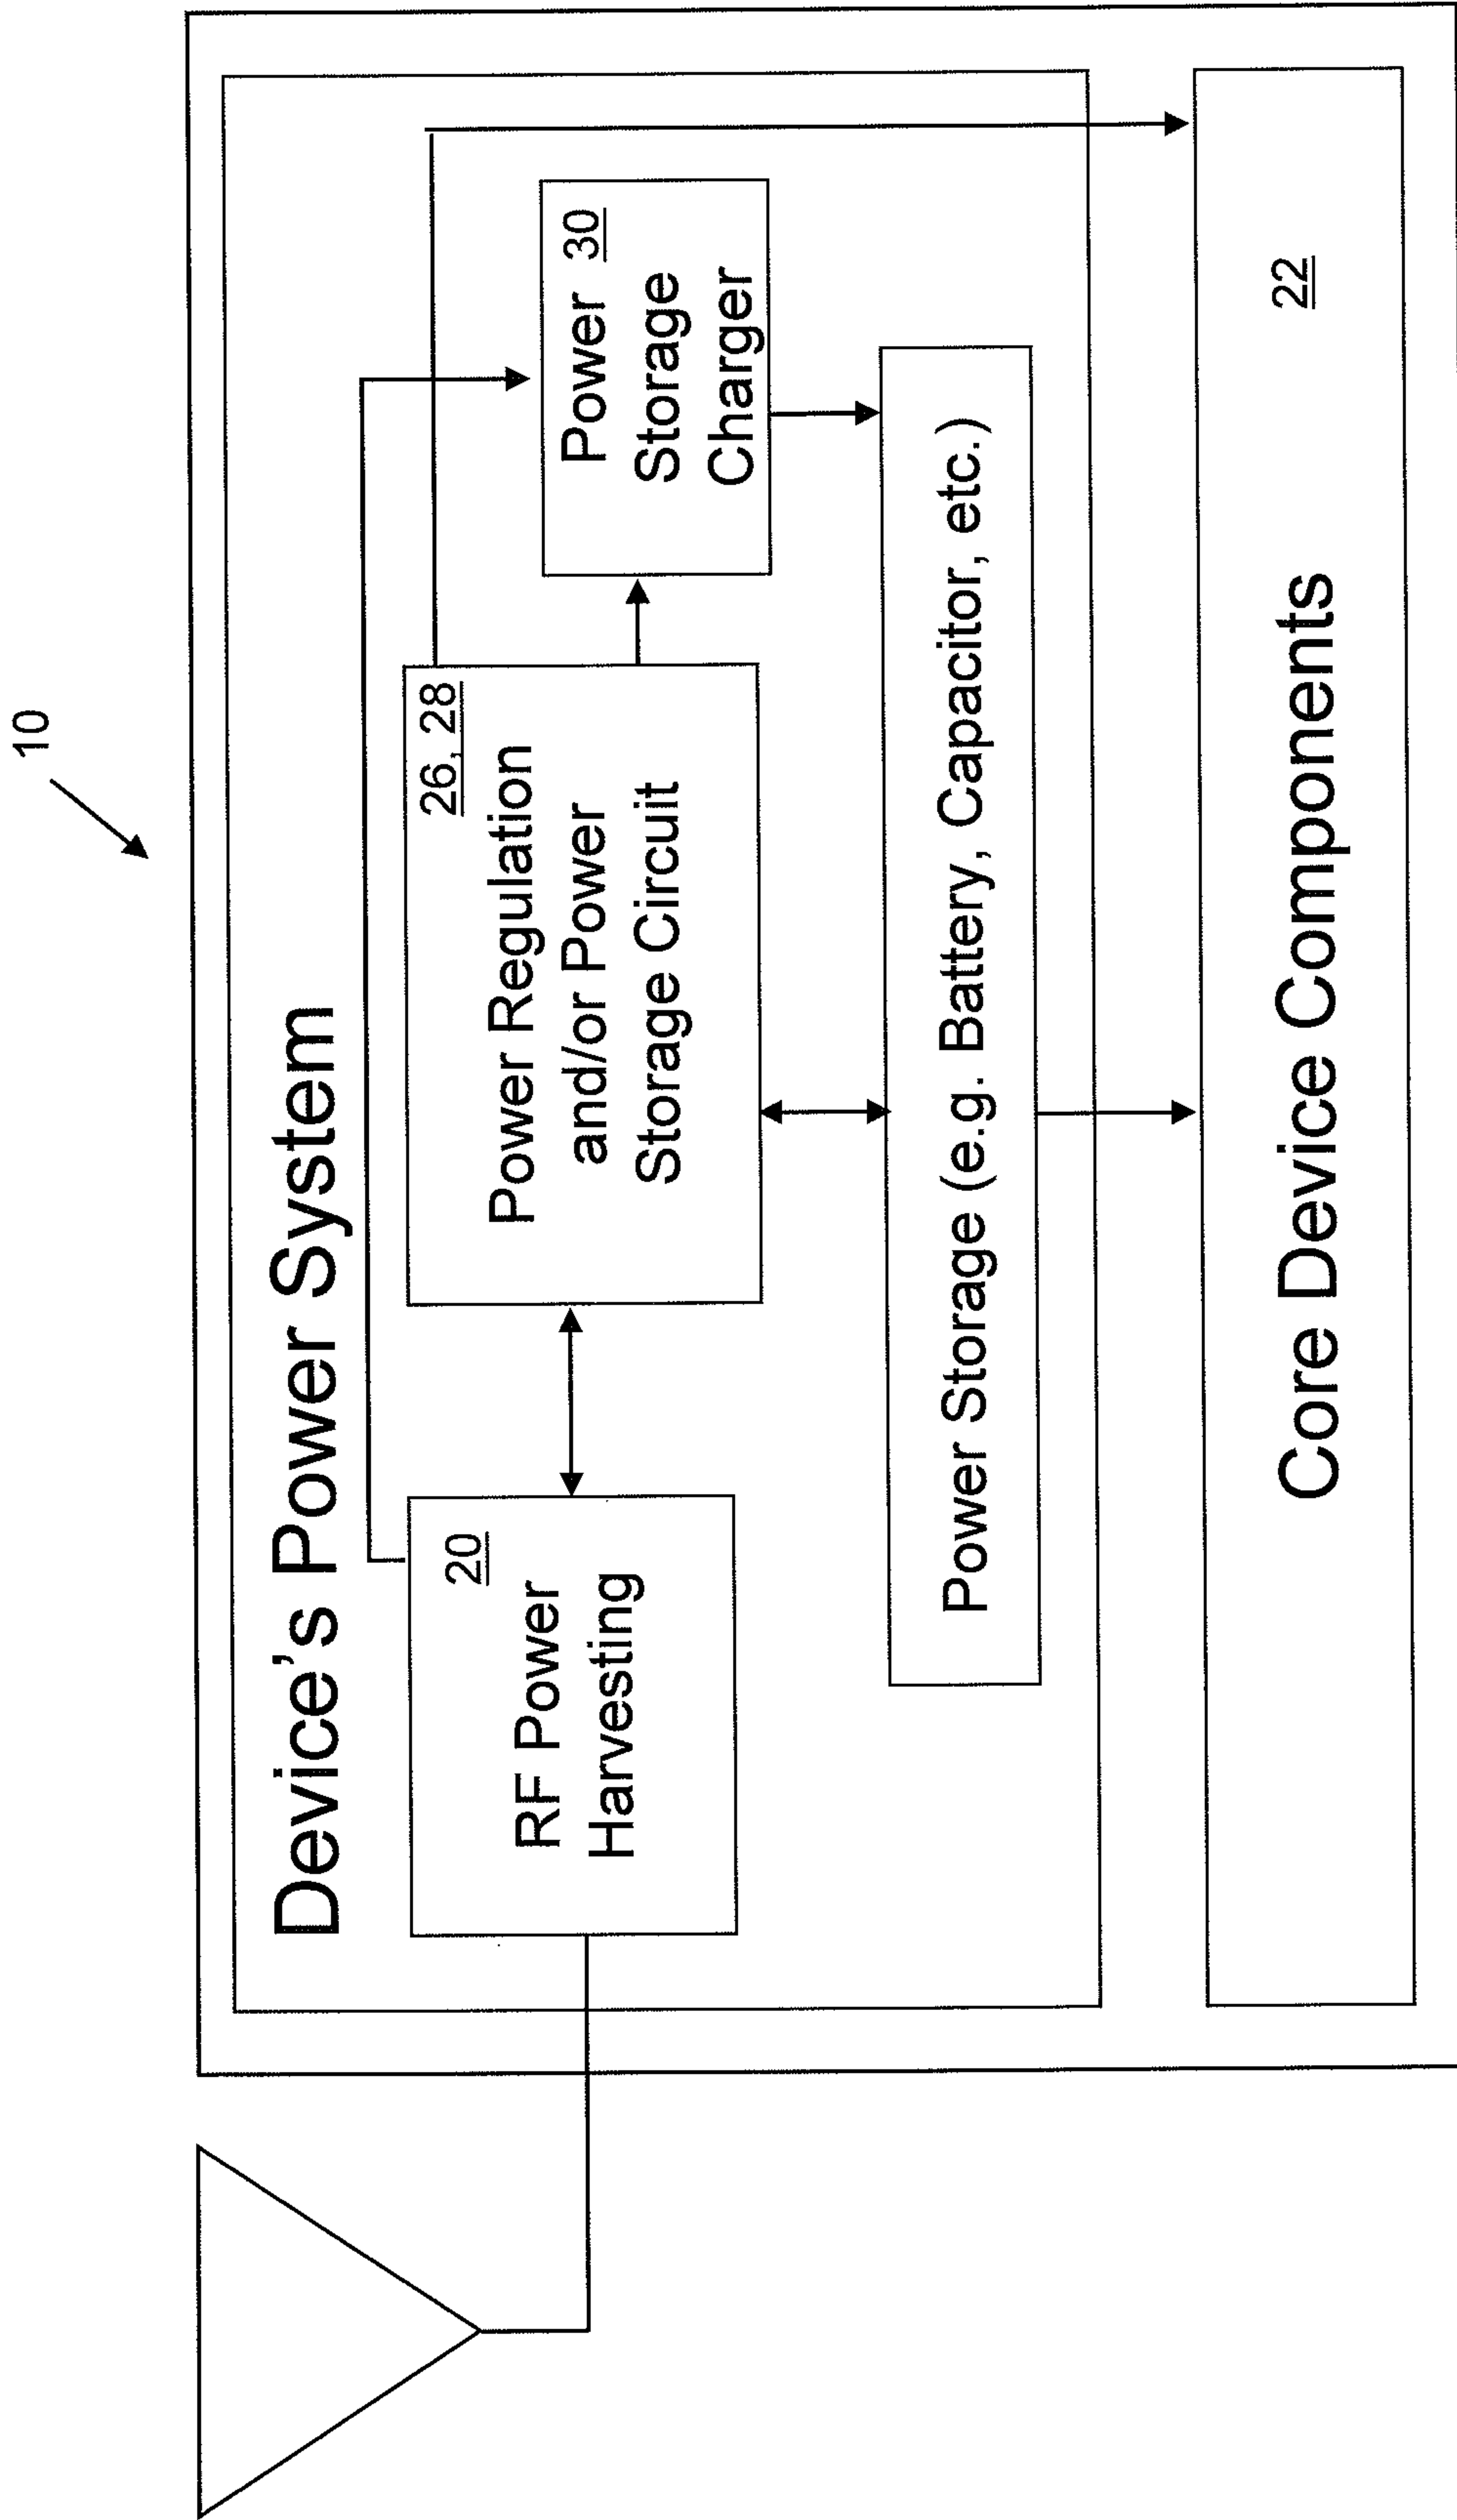 10
Device's Power System
20
RF Power
Harvesting
26, 28
Power Regulation
and/or Power
Storage Circuit
Power 30
Storage
Charger
Power Storage (e.g. Battery, Capacitor, etc.)
22
Core Device Components